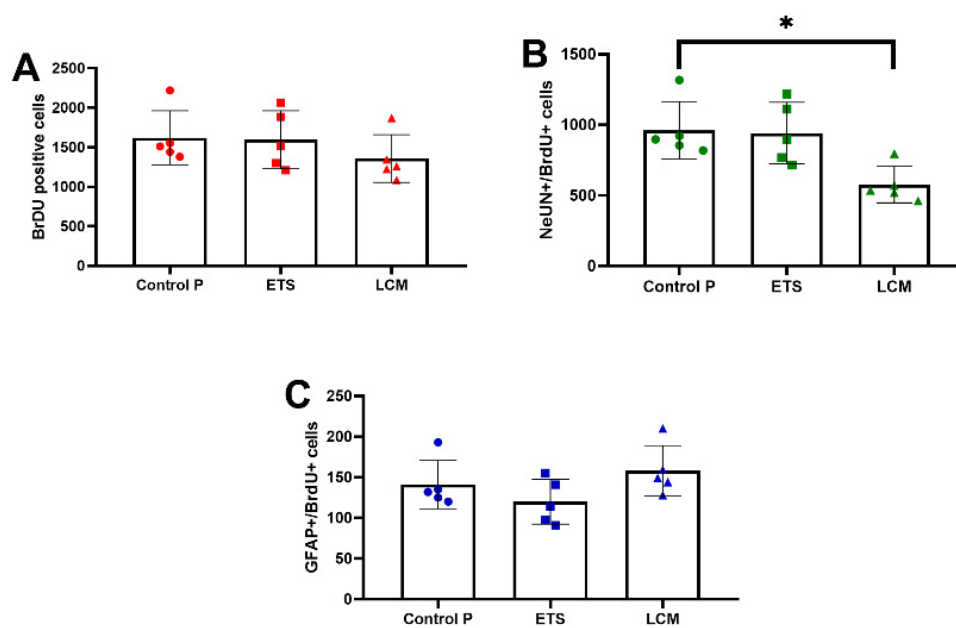 A
BrDU positive cells
2500
2000
1500
1000
500
0
Control P ETS LCM
B
*
NeUN+/BrdU+ cells
1500
1000
500
0
Control P ETS LCM
C
GFAP+/BrdU+ cells
250
200
150
100
50
0
Control P ETS LCM